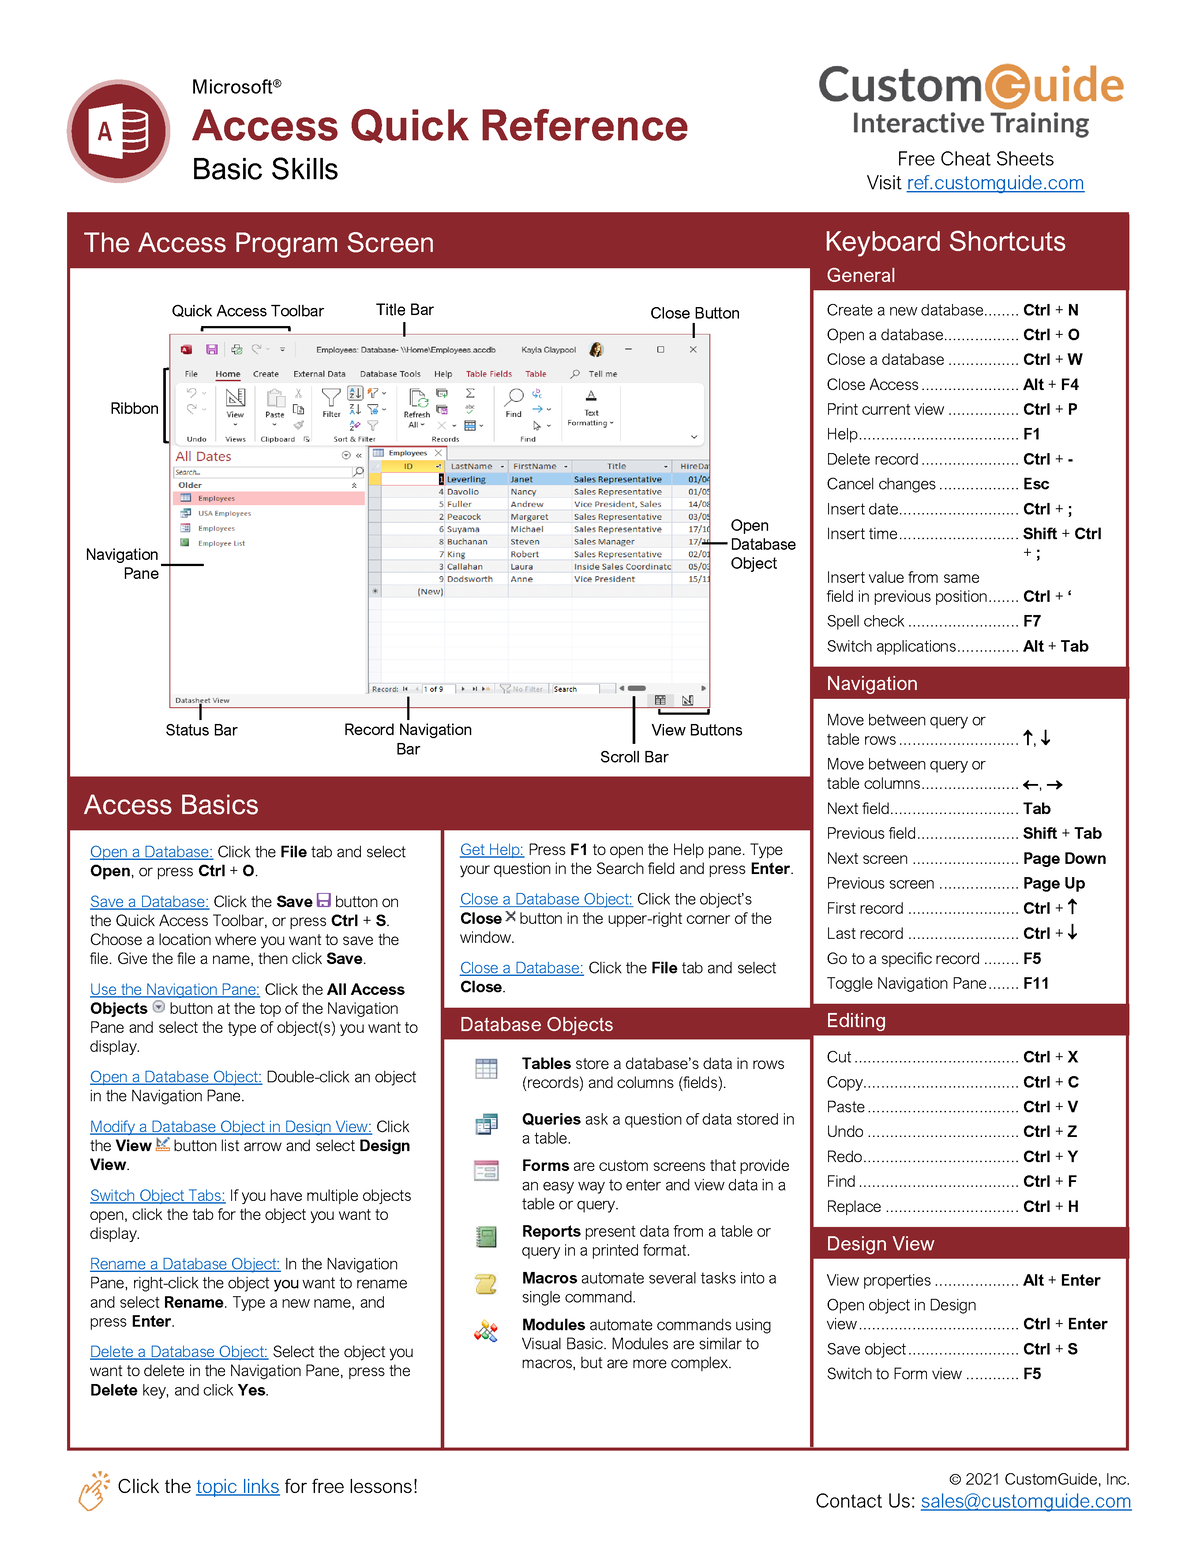 Microsoft®
Access Quick Reference
Basic Skills
CustomGuide
Interactive Training
Free Cheat Sheets
Visit ref.customguide.com
The Access Program Screen
Quick Access Toolbar
Title Bar
Close Button
Employees: Database- \\Home\Employees.accdb
Kayla Claypool
File Home Create External Data Database Tools Help Table Fields Table Tell me
Ribbon
View
Paste
Filter
Refresh
All
Find
Text
Formatting
Undo Views Clipboard Sort & Filter Records Find
All Dates
Search...
Older
Employees
USA Employees
Employees
Employee List
Employees
ID LastName FirstName Title HireDa
1 Leverling Janet Sales Representative 01/04
4 Davolio Nancy Sales Representative 01/05
5 Fuller Andrew Vice President, Sales 14/08
2 Peacock Margaret Sales Representative 03/05
6 Suyama Michael Sales Representative 17/10
8 Buchanan Steven Sales Manager 17/10
7 King Robert Sales Representative 02/01
3 Callahan Laura Inside Sales Coordinato 05/03
9 Dodsworth Anne Vice President 15/11
(New)
Navigation
Pane
Open
Database
Object
Record: 1 of 9 No Filter Search
Datasheet View
Status Bar
Record Navigation
Bar
Scroll Bar
View Buttons
Access Basics
Open a Database: Click the File tab and select
Open, or press Ctrl + O.
Save a Database: Click the Save button on
the Quick Access Toolbar, or press Ctrl + S.
Choose a location where you want to save the
file. Give the file a name, then click Save.
Use the Navigation Pane: Click the All Access
Objects button at the top of the Navigation
Pane and select the type of object(s) you want to
display.
Open a Database Object: Double-click an object
in the Navigation Pane.
Modify a Database Object in Design View: Click
the View button list arrow and select Design
View.
Switch Object Tabs: If you have multiple objects
open, click the tab for the object you want to
display.
Rename a Database Object: In the Navigation
Pane, right-click the object you want to rename
and select Rename. Type a new name, and
press Enter.
Delete a Database Object: Select the object you
want to delete in the Navigation Pane, press the
Delete key, and click Yes.
Get Help: Press F1 to open the Help pane. Type
your question in the Search field and press Enter.
Close a Database Object: Click the object's
Close button in the upper-right corner of the
window.
Close a Database: Click the File tab and select
Close.
Database Objects
Tables store a database's data in rows
(records) and columns (fields).
Queries ask a question of data stored in
a table.
Forms are custom screens that provide
an easy way to enter and view data in a
table or query.
Reports present data from a table or
query in a printed format.
Macros automate several tasks into a
single command.
Modules automate commands using
Visual Basic. Modules are similar to
macros, but are more complex.
Keyboard Shortcuts
General
Create a new database........ Ctrl + N
Open a database................. Ctrl + O
Close a database ................ Ctrl + W
Close Access ...................... Alt + F4
Print current view ................ Ctrl + P
Help.................................... F1
Delete record ...................... Ctrl + -
Cancel changes .................. Esc
Insert date........................... Ctrl + ;
Insert time........................... Shift + Ctrl
+ ;
Insert value from same
field in previous position....... Ctrl + ‘
Spell check ......................... F7
Switch applications.............. Alt + Tab
Navigation
Move between query or
table rows ........................... ↑, ↓
Move between query or
table columns...................... ←, →
Next field............................. Tab
Previous field....................... Shift + Tab
Next screen ........................ Page Down
Previous screen .................. Page Up
First record ......................... Ctrl + ↑
Last record ......................... Ctrl + ↓
Go to a specific record ........ F5
Toggle Navigation Pane....... F11
Editing
Cut ..................................... Ctrl + X
Copy................................... Ctrl + C
Paste .................................. Ctrl + V
Undo .................................. Ctrl + Z
Redo................................... Ctrl + Y
Find .................................... Ctrl + F
Replace .............................. Ctrl + H
Design View
View properties ................... Alt + Enter
Open object in Design
view.................................... Ctrl + Enter
Save object......................... Ctrl + S
Switch to Form view ............ F5
Click the topic links for free lessons!
© 2021 CustomGuide, Inc.
Contact Us: sales@customguide.com